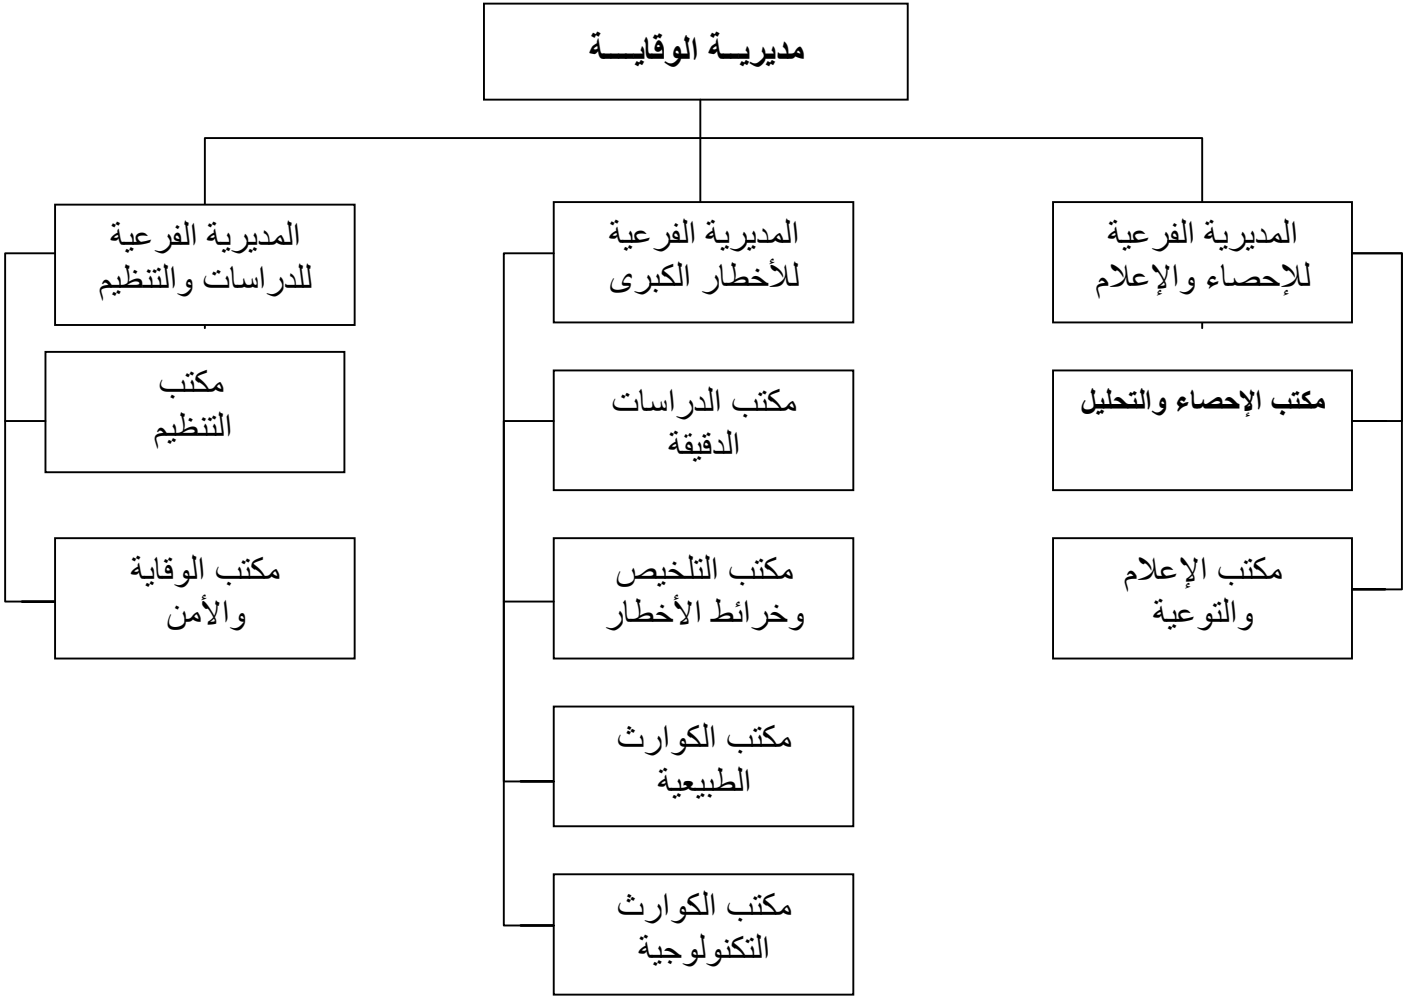 مديريــة الوقايـــة
المديرية الفرعية
للإحصاء والإعلام
مكتب الإحصاء والتحليل
مكتب الإعلام
والتوعية
المديرية الفرعية
للأخطار الكبرى
مكتب الدراسات
الدقيقة
مكتب التلخيص
وخرائط الأخطار
مكتب الكوارث
الطبيعية
مكتب الكوارث
التكنولوجية
المديرية الفرعية
للدراسات والتنظيم
مكتب
التنظيم
مكتب الوقاية
والأمن